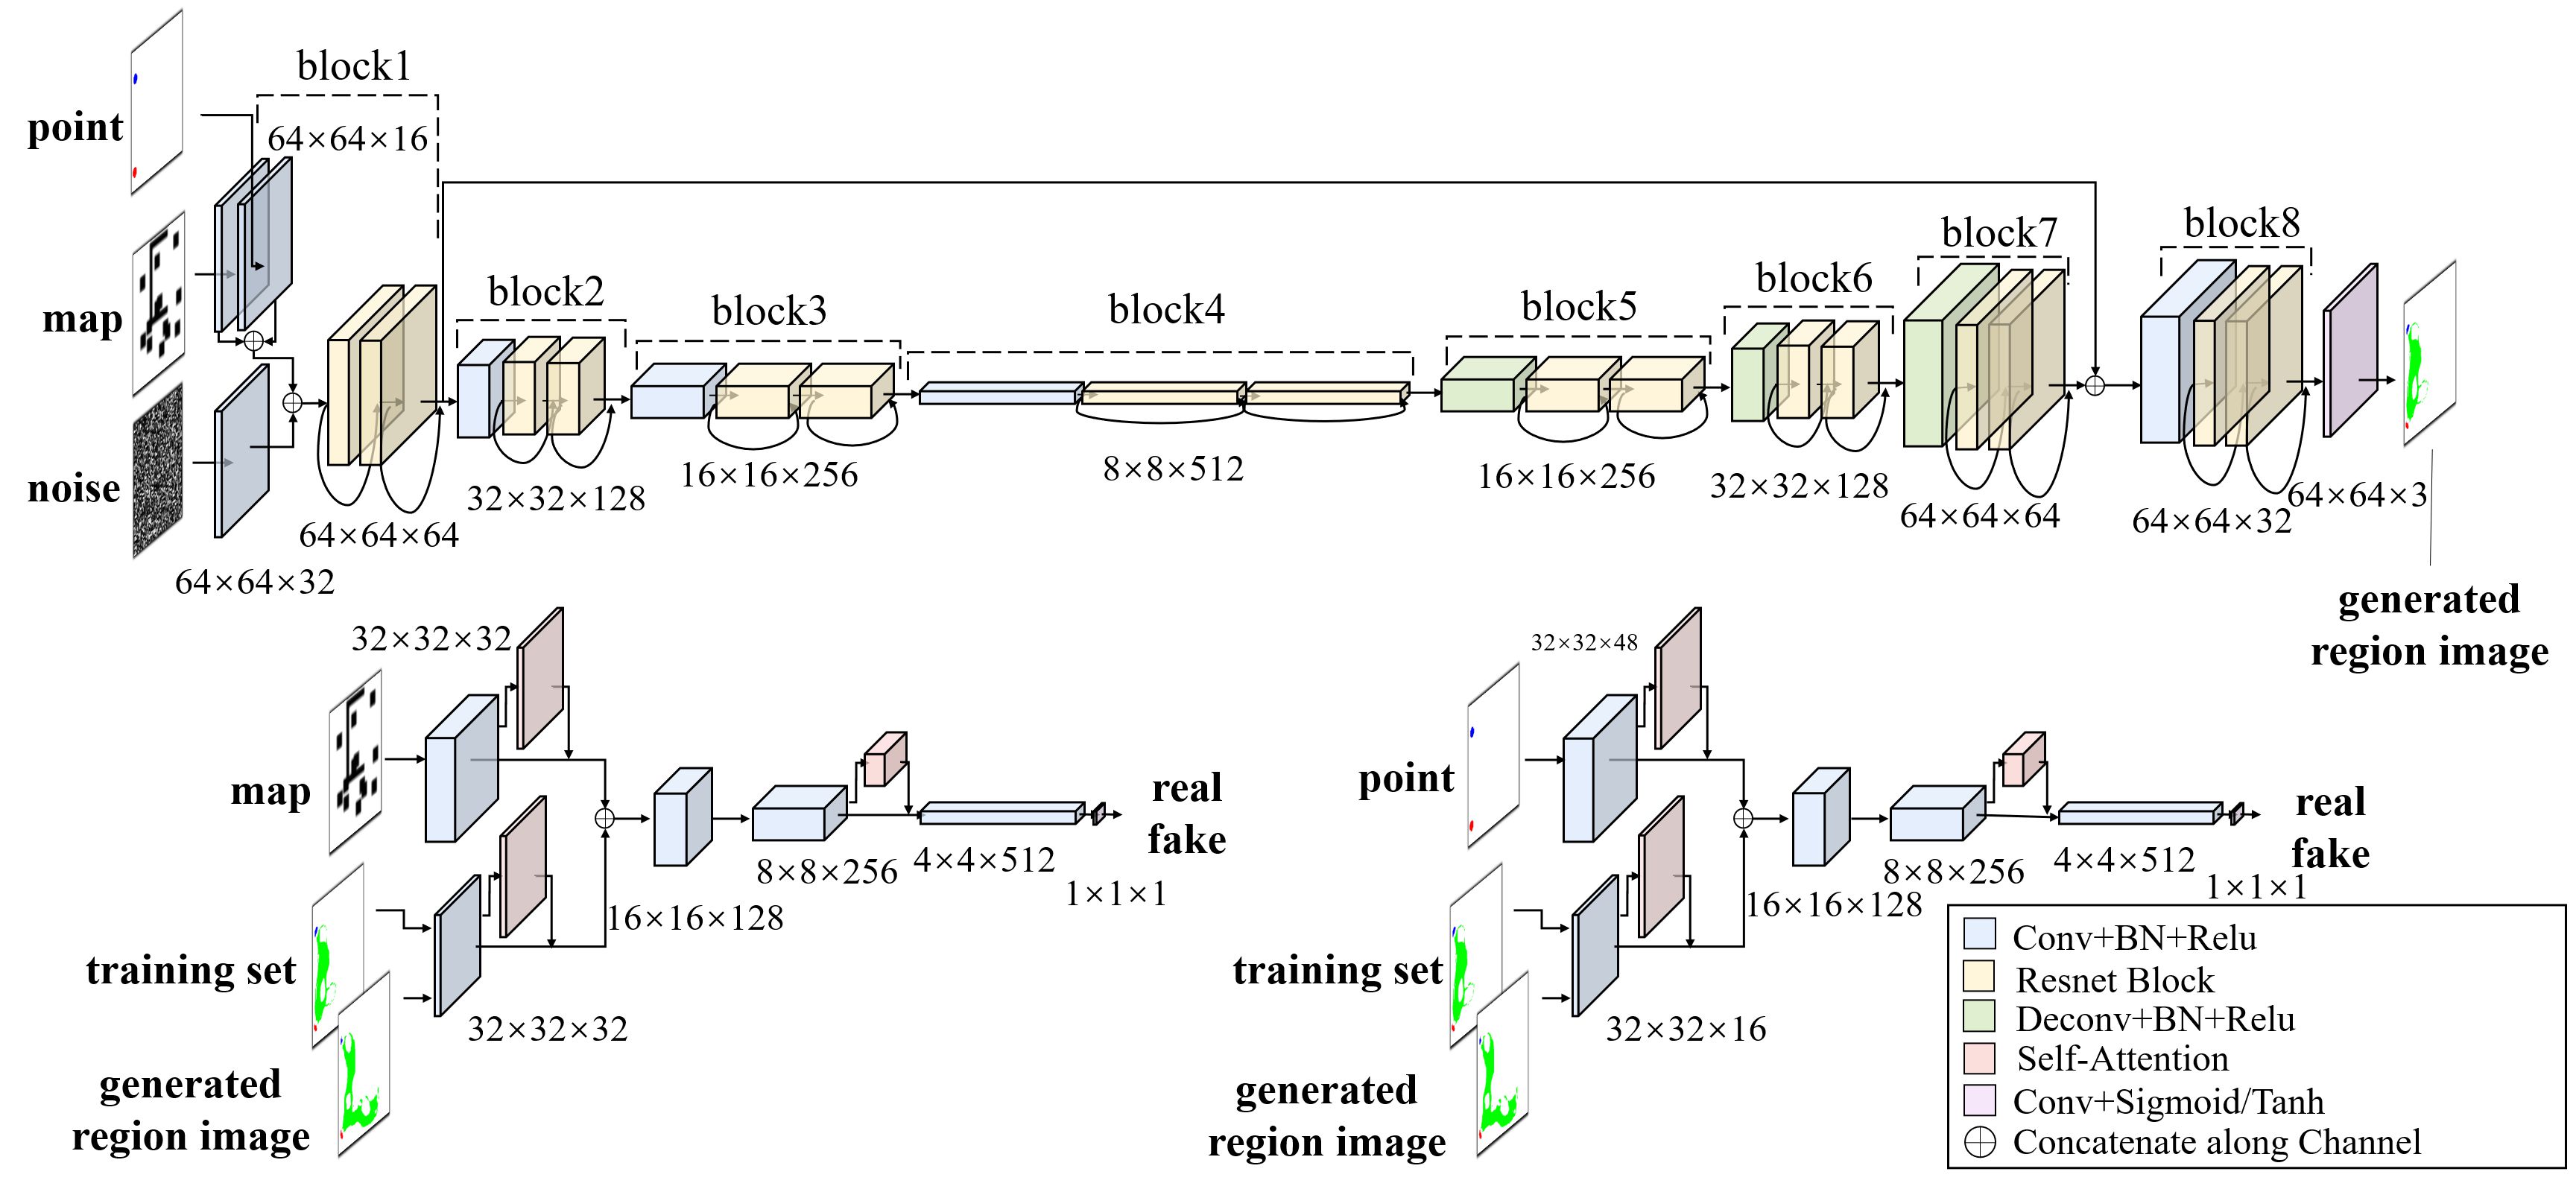 block1
point
64×64×16
map
noise
64×64×32
64×64×64
block2
32×32×128
block3
16×16×256
block4
8×8×512
block5
16×16×256
block6
32×32×128
block7
64×64×64
block8
64×64×32
64×64×3
generated
region image
32×32×32
map
training set
generated
region image
32×32×32
16×16×128
8×8×256
4×4×512
1×1×1
real
fake
32×32×48
point
training set
generated
region image
32×32×16
16×16×128
8×8×256
4×4×512
1×1×1
real
fake
Conv+BN+Relu
Resnet Block
Deconv+BN+Relu
Self-Attention
Conv+Sigmoid/Tanh
Concatenate along Channel